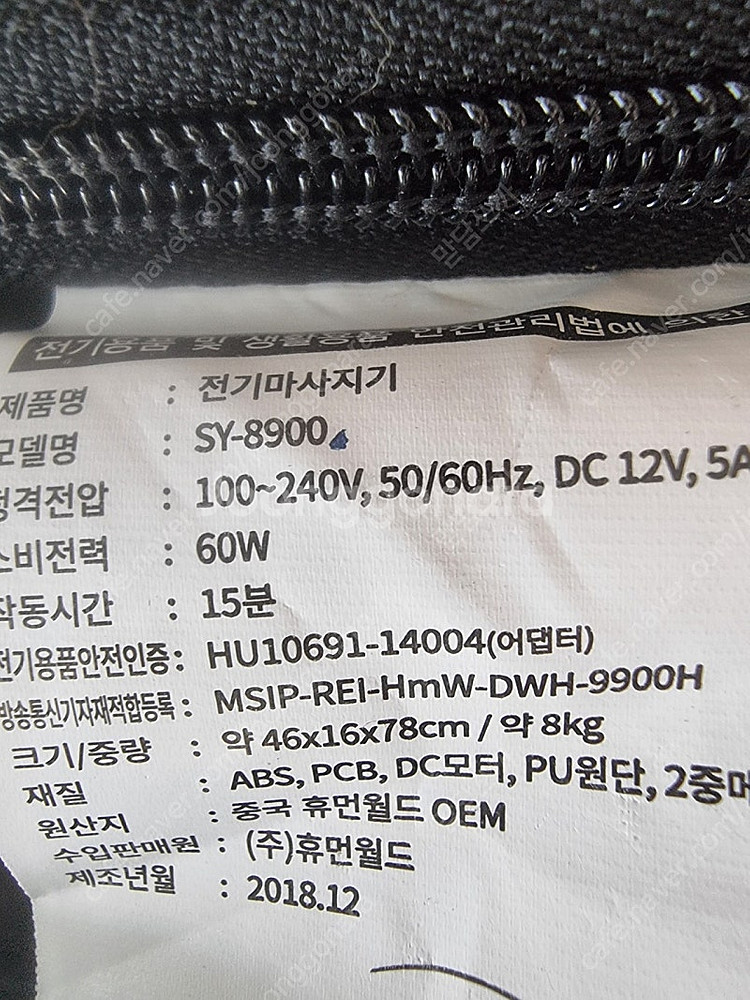 전기용품 및 생활용품 안전관리법에 의한
제품명 : 전기마사지기
모델명 : SY-8900
정격전압 : 100~240V, 50/60Hz, DC 12V, 5A
소비전력 : 60W
작동시간 : 15분
전기용품안전인증 : HU10691-14004(어댑터)
방송통신기자재적합등록 : MSIP-REI-HmW-DWH-9900H
크기/중량 : 약 46x16x78cm / 약 8kg
재질 : ABS, PCB, DC모터, PU원단, 2중메
원산지 : 중국 휴먼월드 OEM
수입판매원 : (주)휴먼월드
제조년월 : 2018.12